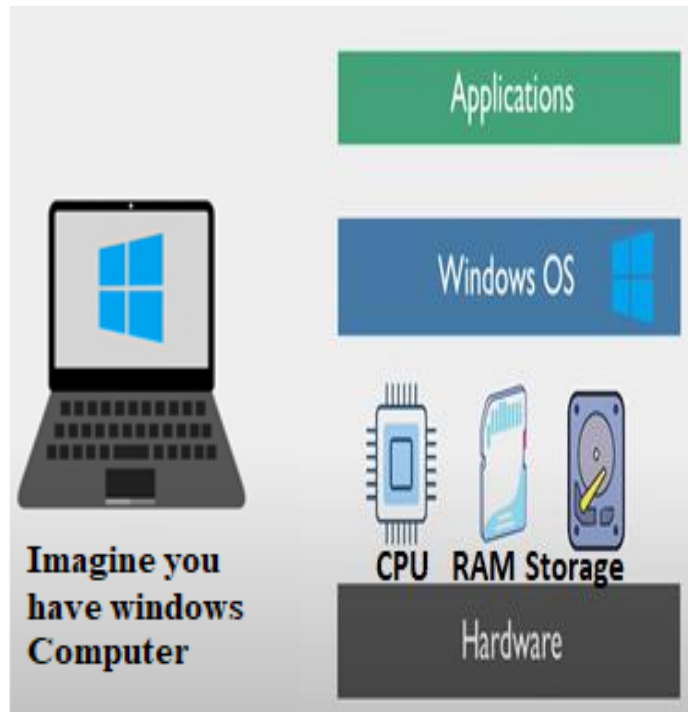 Applications
Windows OS
CPU RAM Storage
Hardware
Imagine you
have windows
Computer